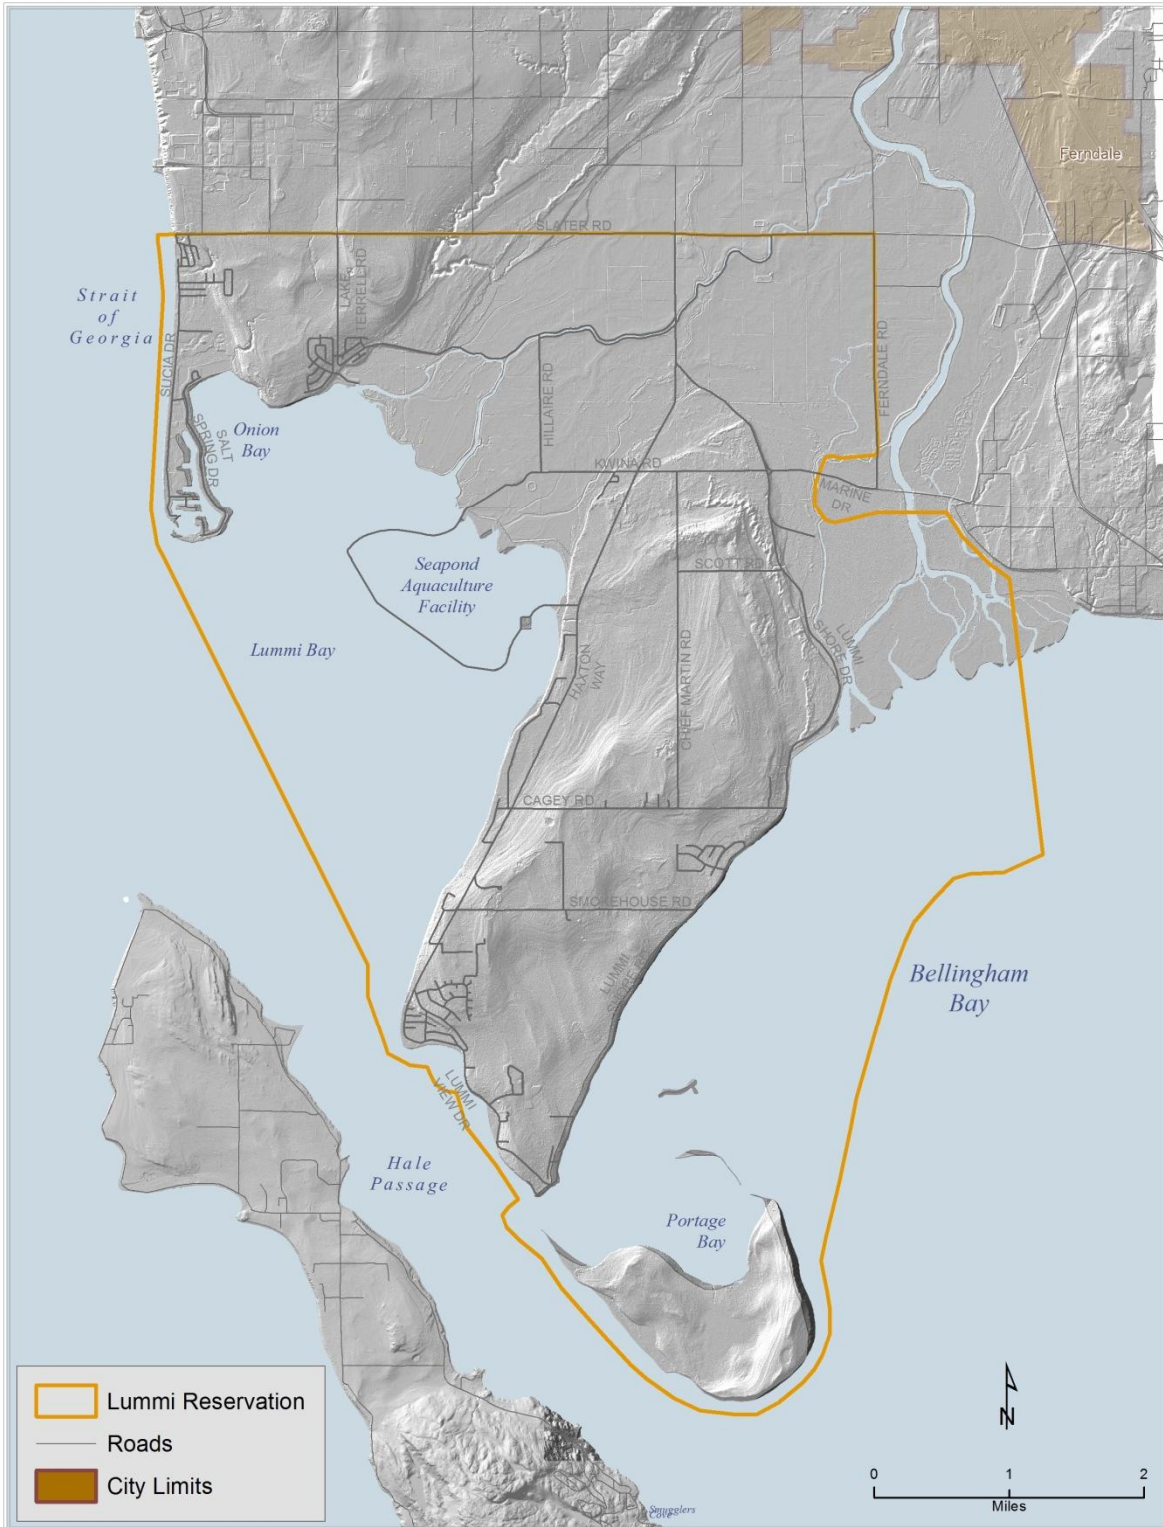 Ferndale
SLATER RD
Strait
of
Georgia
LAKE
TERRELL RD
SUCIA DR
FERNDALE RD
HILLAIRE RD
Onion
Bay
SALT
SPRING DR
KWINA RD
MARINE
DR
Seapond
Aquaculture
Facility
SCOTT RD
Lummi Bay
LUMMI
SHORE DR
HAXTON
WAY
CHIEF MARTIN RD
CAGEY RD
SMOKEHOUSE RD
LUMMI
SHORE RD
Bellingham
Bay
LUMMI
VIEW DR
Hale
Passage
Portage
Bay
Lummi Reservation
Roads
City Limits
N
0 1 2
Miles
Smugglers
Cove